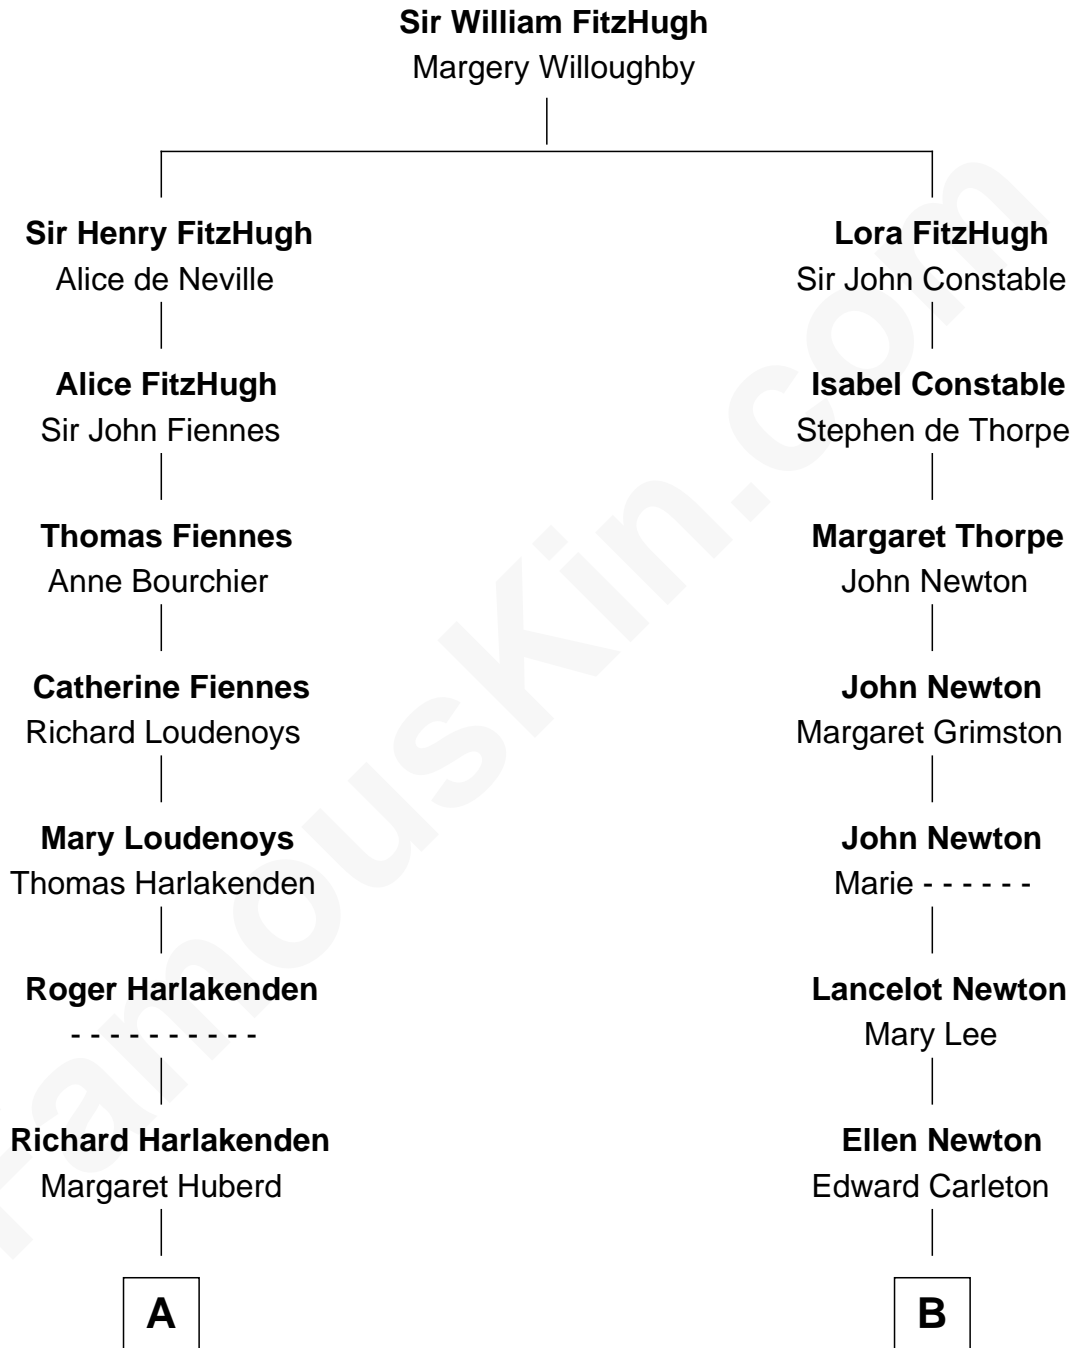 Sir William FitzHugh
Margery Willoughby
Sir Henry FitzHugh
Alice de Neville
Lora FitzHugh
Sir John Constable
Alice FitzHugh
Sir John Fiennes
Isabel Constable
Stephen de Thorpe
Thomas Fiennes
Anne Bourchier
Margaret Thorpe
John Newton
Catherine Fiennes
Richard Loudenoys
John Newton
Margaret Grimston
Mary Loudenoys
Thomas Harlakenden
John Newton
Marie - - - - - -
Roger Harlakenden
- - - - - - - - - -
Lancelot Newton
Mary Lee
Richard Harlakenden
Margaret Huberd
Ellen Newton
Edward Carleton
A
B
FamousKin.com